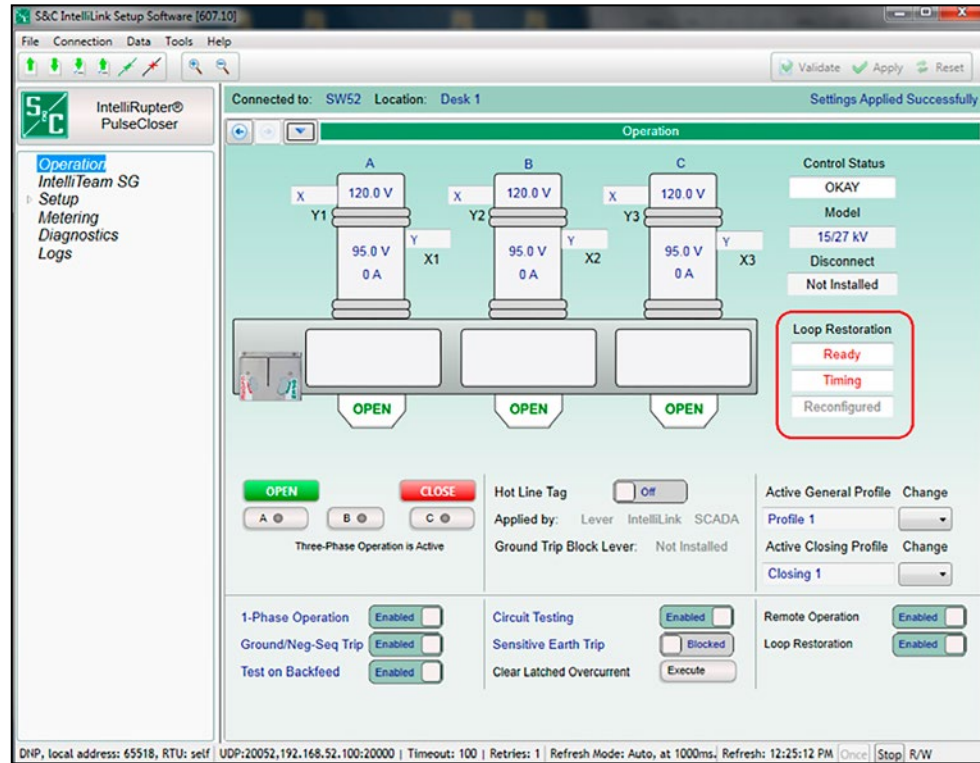 S&C IntelliLink Setup Software [607.10]
File Connection Data Tools Help
Validate Apply Reset
S&C
IntelliRupter®
PulseCloser
Connected to: SW52 Location: Desk 1 Settings Applied Successfully
Operation
Operation
IntelliTeam SG
Setup
Metering
Diagnostics
Logs
A B C
X 120.0 V X 120.0 V X 120.0 V
Y1 Y2 Y3
Y Y Y
95.0 V X1 95.0 V X2 95.0 V X3
0 A 0 A 0 A
OPEN OPEN OPEN
Control Status
OKAY
Model
15/27 kV
Disconnect
Not Installed
Loop Restoration
Ready
Timing
Reconfigured
OPEN CLOSE
A B C
Three-Phase Operation is Active
Hot Line Tag Off
Applied by: Lever IntelliLink SCADA
Ground Trip Block Lever: Not Installed
Active General Profile Change
Profile 1
Active Closing Profile Change
Closing 1
1-Phase Operation Enabled
Ground/Neg-Seq Trip Enabled
Test on Backfeed Enabled
Circuit Testing Enabled
Sensitive Earth Trip Blocked
Clear Latched Overcurrent Execute
Remote Operation Enabled
Loop Restoration Enabled
DNP, local address: 65518, RTU: self UDP:20052,192.168.52.100:20000 | Timeout: 100 | Retries: 1 | Refresh Mode: Auto, at 1000ms. Refresh: 12:25:12 PM Once Stop R/W